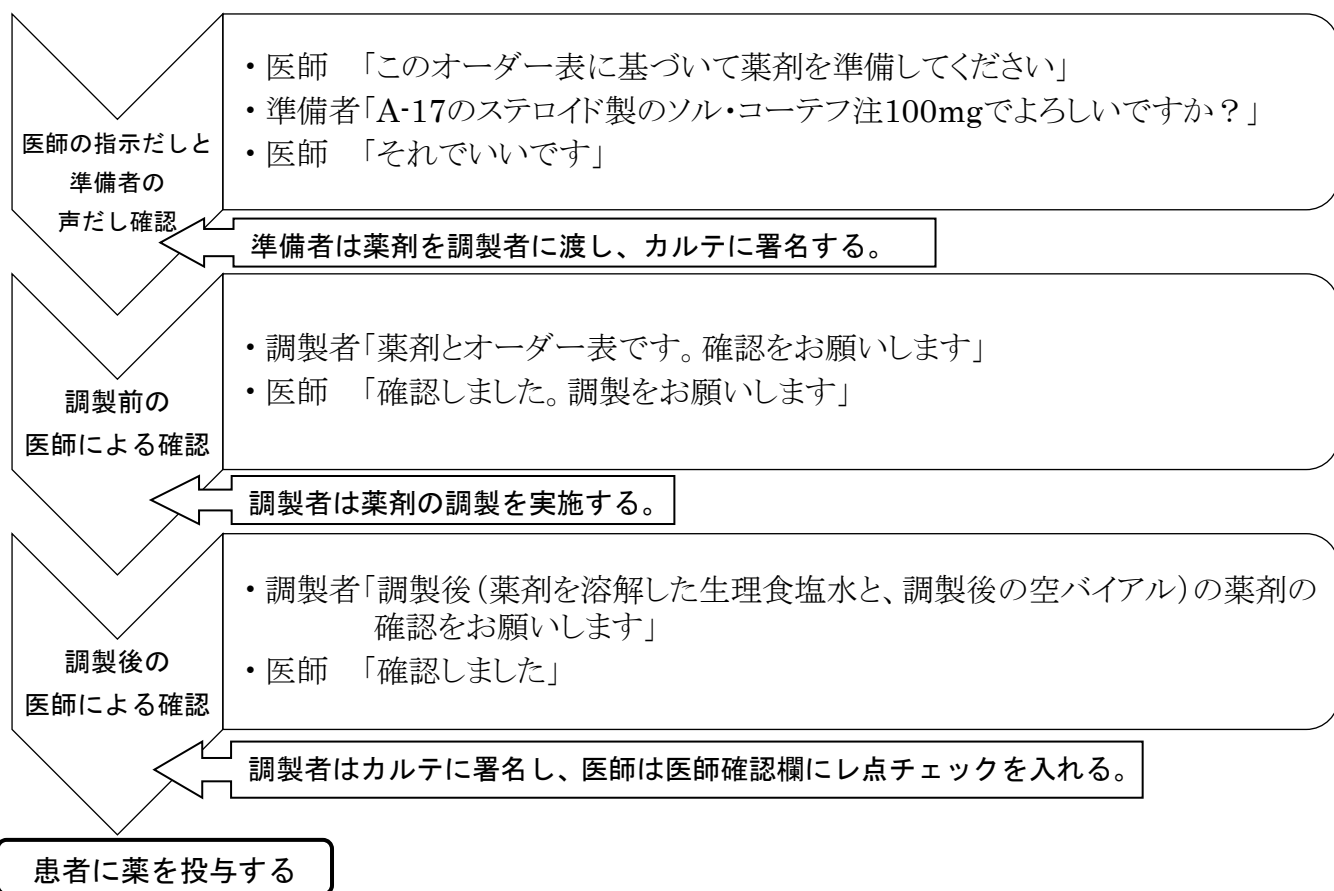 医師の指示だしと
準備者の
声だし確認
・医師　「このオーダー表に基づいて薬剤を準備してください」
・準備者「A-17のステロイド製のソル・コーテフ注100mgでよろしいですか？」
・医師　「それでいいです」
準備者は薬剤を調製者に渡し、カルテに署名する。
調製前の
医師による確認
・調製者「薬剤とオーダー表です。確認をお願いします」
・医師　「確認しました。調製をお願いします」
調製者は薬剤の調製を実施する。
調製後の
医師による確認
・調製者「調製後（薬剤を溶解した生理食塩水と、調製後の空バイアル）の薬剤の
確認をお願いします」
・医師　「確認しました」
調製者はカルテに署名し、医師は医師確認欄にレ点チェックを入れる。
患者に薬を投与する